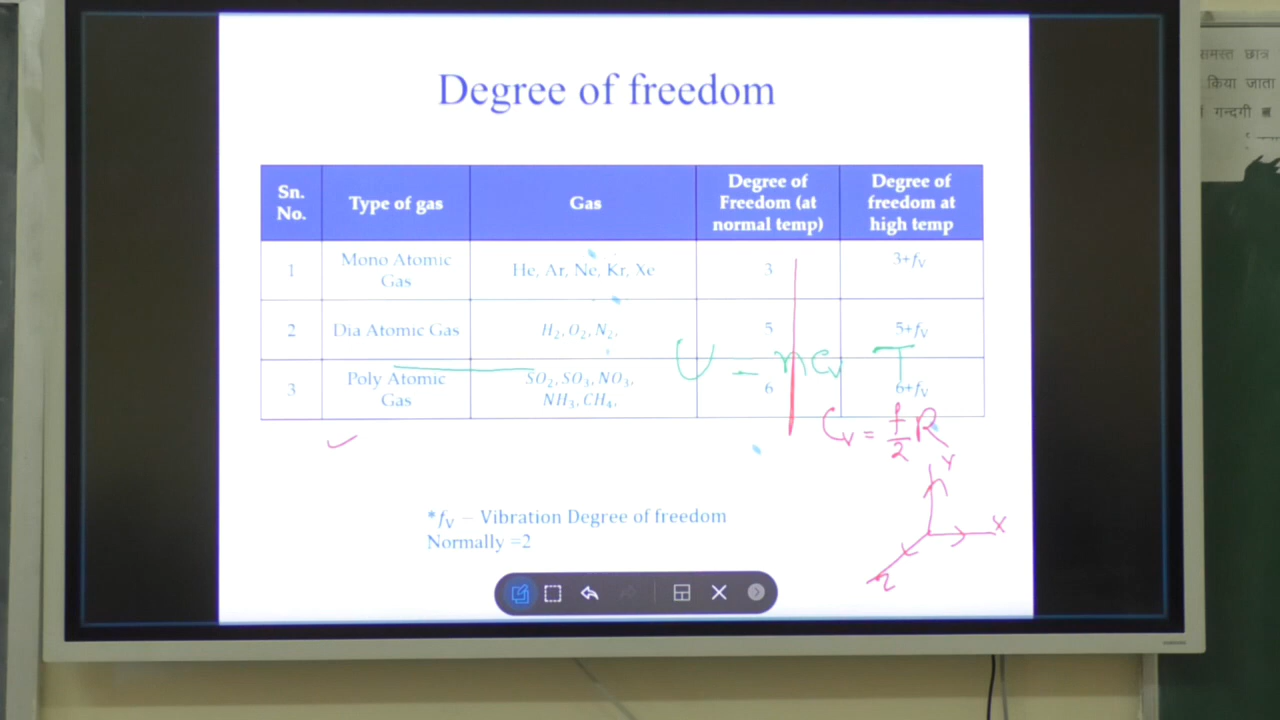 Degree of freedom
Sn. No. Type of gas Gas Degree of Freedom (at normal temp) Degree of freedom at high temp
1 Mono Atomic Gas He, Ar, Ne, Kr, Xe 3 3+fᵥ
2 Dia Atomic Gas H₂, O₂, N₂, 5 5+fᵥ
3 Poly Atomic Gas SO₂, SO₃, NO₃, NH₃, CH₄, 6 6+fᵥ
U = nCv T
Cv = f/2 R
Y
X
Z
*fᵥ – Vibration Degree of freedom
Normally =2
समस्त छात्र
किया जाता
गन्दगी